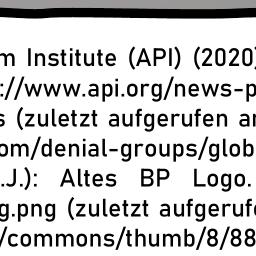 m Institute (API) (2020)
://www.api.org/news-p
s (zuletzt aufgerufen am
om/denial-groups/glob
.J.): Altes BP Logo.
g.png (zuletzt aufgerufe
/commons/thumb/8/88